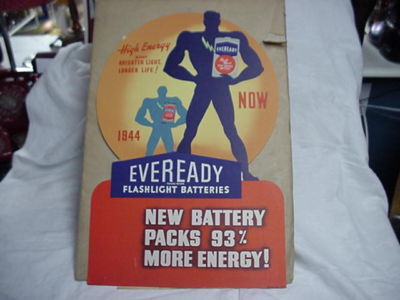 High Energy
BRIGHTER LIGHT,
LONGER LIFE!
EVEREADY
NOW
1944
EVEREADY
FLASHLIGHT BATTERIES
NEW BATTERY
PACKS 93%
MORE ENERGY!